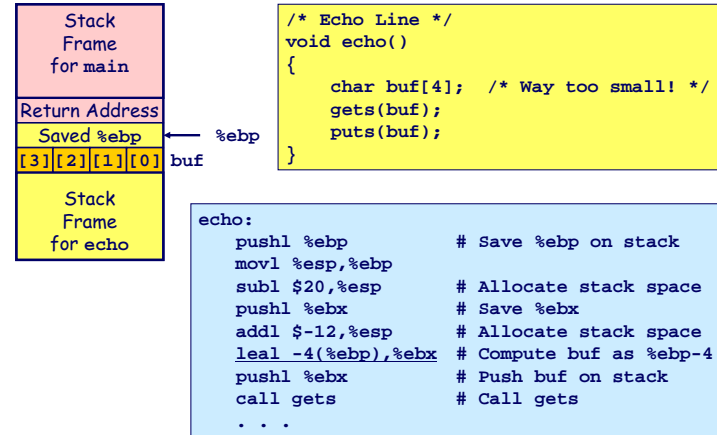 Stack
Frame
for main
Return Address
Saved %ebp
%ebp
[3][2][1][0] buf
Stack
Frame
for echo
/* Echo Line */
void echo()
{
    char buf[4];  /* Way too small! */
    gets(buf);
    puts(buf);
}
echo:
   pushl %ebp         # Save %ebp on stack
   movl %esp,%ebp
   subl $20,%esp      # Allocate stack space
   pushl %ebx         # Save %ebx
   addl $-12,%esp     # Allocate stack space
   leal -4(%ebp),%ebx # Compute buf as %ebp-4
   pushl %ebx         # Push buf on stack
   call gets          # Call gets
   . . .